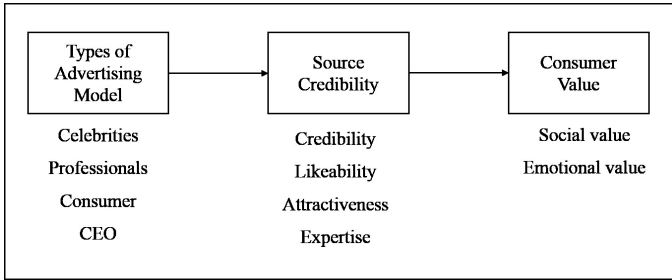 Types of
Advertising
Model
Source
Credibility
Consumer
Value
Celebrities
Professionals
Consumer
CEO
Credibility
Likeability
Attractiveness
Expertise
Social value
Emotional value